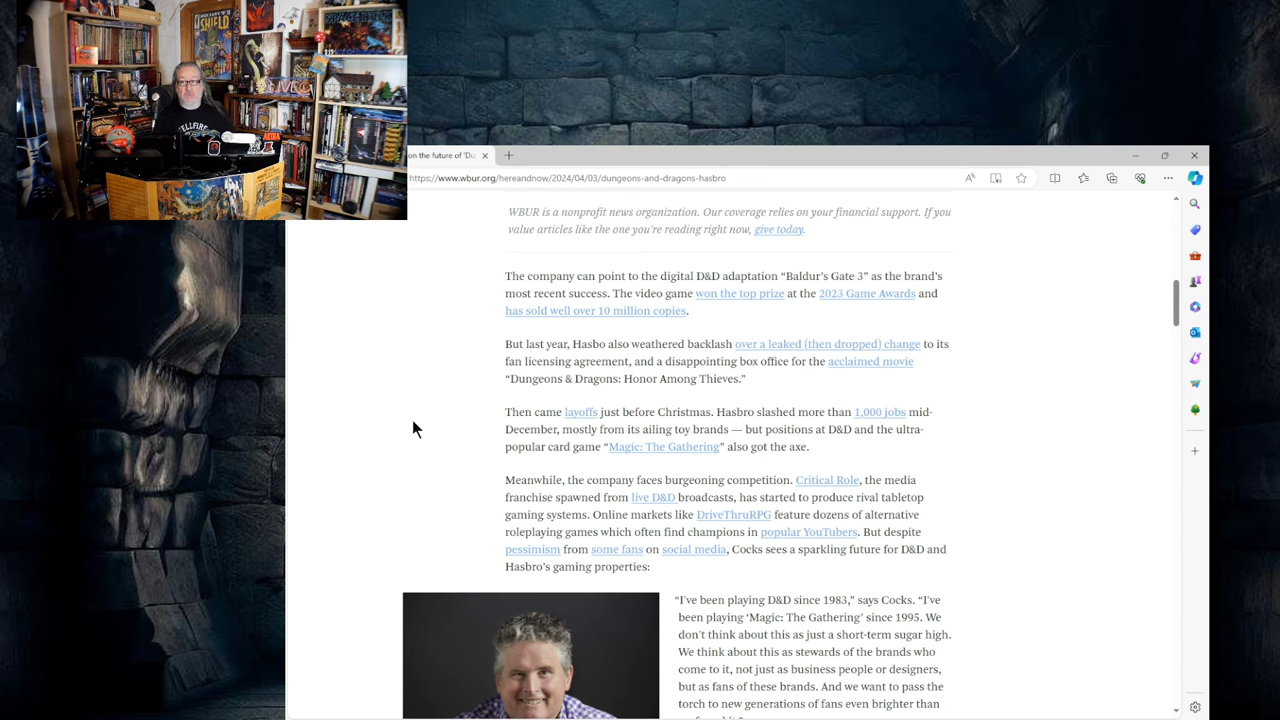 SHIELD
LIVE
HELLFIRE
on the future of 'Du
https://www.wbur.org/hereandnow/2024/04/03/dungeons-and-dragons-hasbro
WBUR is a nonprofit news organization. Our coverage relies on your financial support. If you
value articles like the one you're reading right now, give today.
The company can point to the digital D&D adaptation “Baldur’s Gate 3” as the brand’s
most recent success. The video game won the top prize at the 2023 Game Awards and
has sold well over 10 million copies.
But last year, Hasbo also weathered backlash over a leaked (then dropped) change to its
fan licensing agreement, and a disappointing box office for the acclaimed movie
“Dungeons & Dragons: Honor Among Thieves.”
Then came layoffs just before Christmas. Hasbro slashed more than 1,000 jobs mid-
December, mostly from its ailing toy brands — but positions at D&D and the ultra-
popular card game “Magic: The Gathering” also got the axe.
Meanwhile, the company faces burgeoning competition. Critical Role, the media
franchise spawned from live D&D broadcasts, has started to produce rival tabletop
gaming systems. Online markets like DriveThruRPG feature dozens of alternative
roleplaying games which often find champions in popular YouTubers. But despite
pessimism from some fans on social media, Cocks sees a sparkling future for D&D and
Hasbro’s gaming properties:
“I've been playing D&D since 1983,” says Cocks. “I've
been playing ‘Magic: The Gathering’ since 1995. We
don't think about this as just a short-term sugar high.
We think about this as stewards of the brands who
come to it, not just as business people or designers,
but as fans of these brands. And we want to pass the
torch to new generations of fans even brighter than